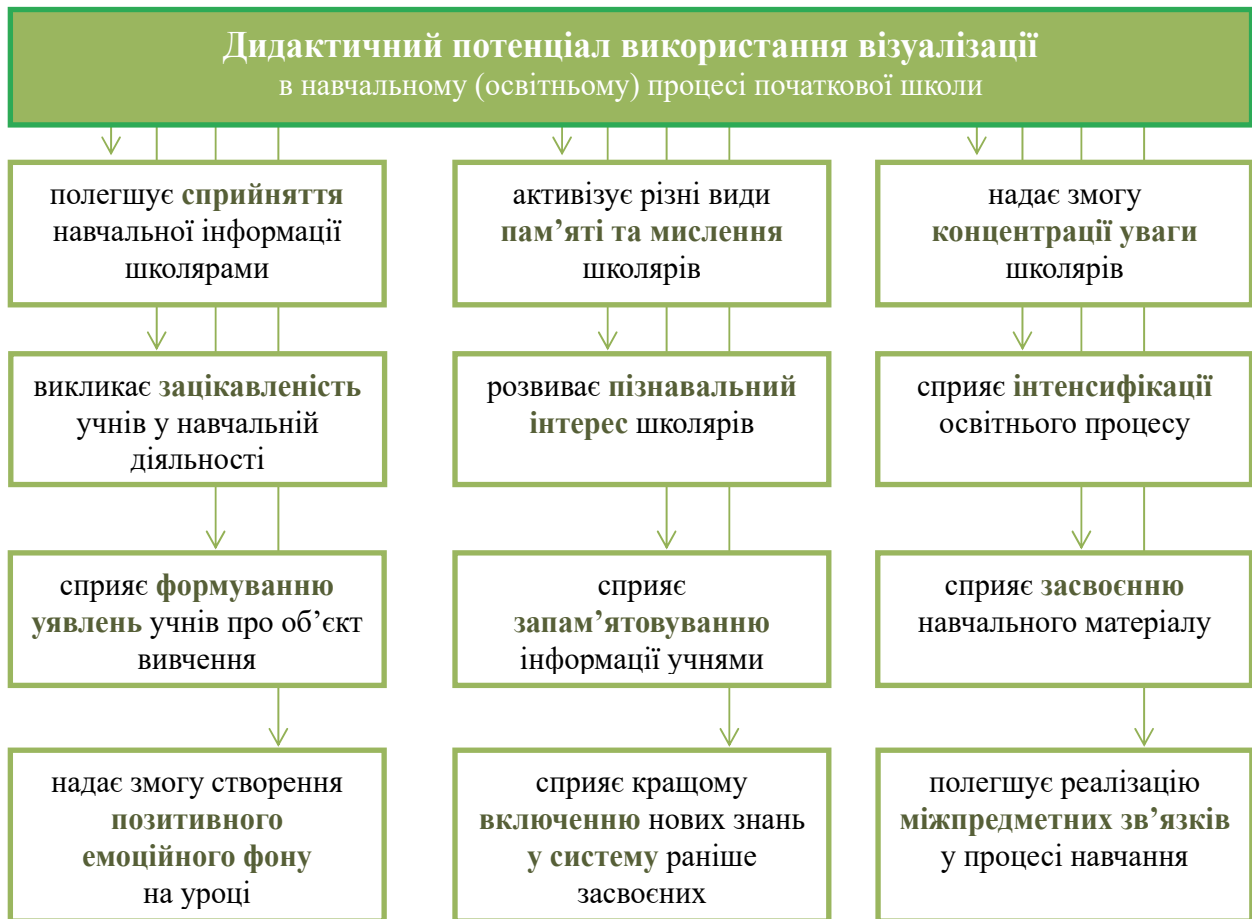 Дидактичний потенціал використання візуалізації
в навчальному (освітньому) процесі початкової школи
полегшує сприйняття
навчальної інформації
школярами
активізує різні види
пам’яті та мислення
школярів
надає змогу
концентрації уваги
школярів
викликає зацікавленість
учнів у навчальній
діяльності
розвиває пізнавальний
інтерес школярів
сприяє інтенсифікації
освітнього процесу
сприяє формуванню
уявлень учнів про об’єкт
вивчення
сприяє
запам’ятовуванню
інформації учнями
сприяє засвоєнню
навчального матеріалу
надає змогу створення
позитивного
емоційного фону
на уроці
сприяє кращому
включенню нових знань
у систему раніше
засвоєних
полегшує реалізацію
міжпредметних зв’язків
у процесі навчання